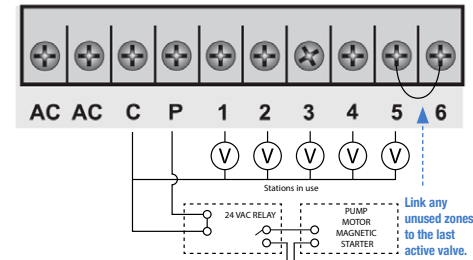 AC AC C P 1 2 3 4 5 6
V V V V V
Stations in use
24 VAC RELAY
PUMP
MOTOR
MAGNETIC
STARTER
Link any
unused zones
to the last
active valve.